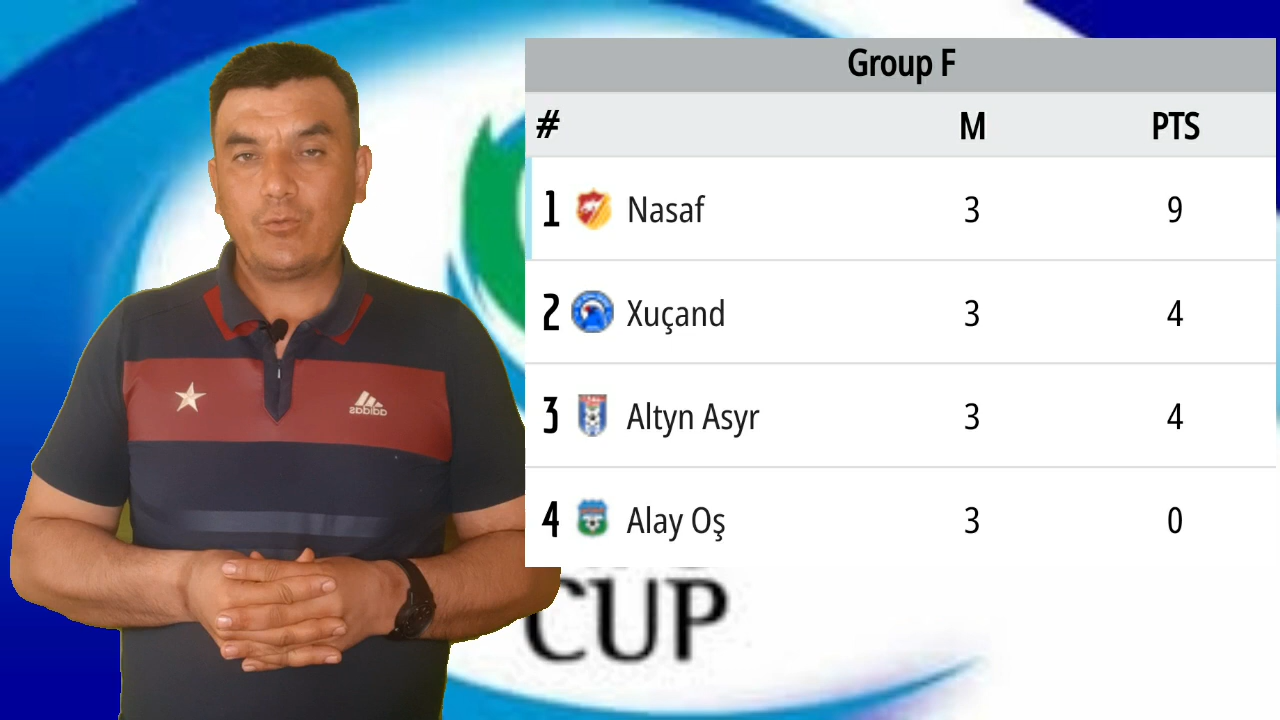 Group F
# M PTS
1 Nasaf 3 9
2 Xuçand 3 4
3 Altyn Asyr 3 4
4 Alay Oş 3 0
adidas
CUP